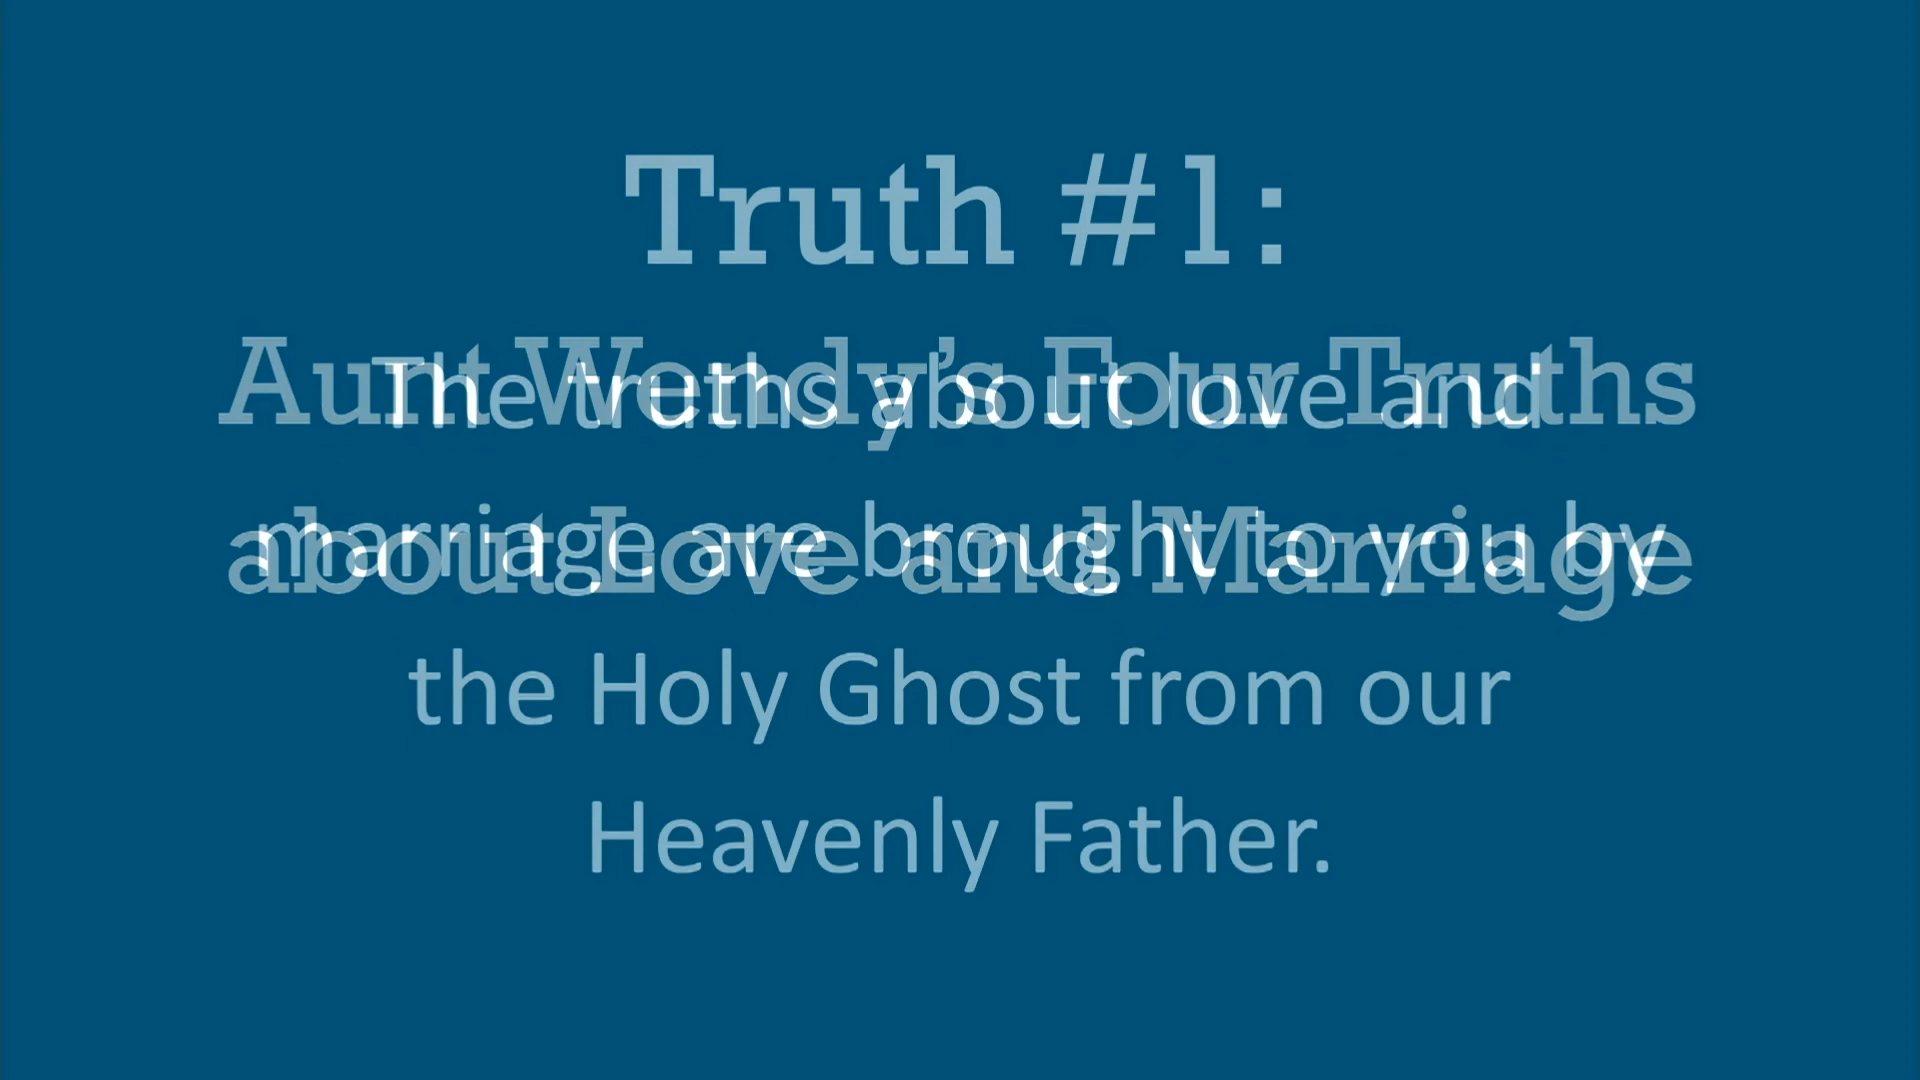 Truth #1:
Aunt Wendy's Four Truths
The truths about love and
about Love and Marriage
marriage are brought to you by
the Holy Ghost from our
Heavenly Father.